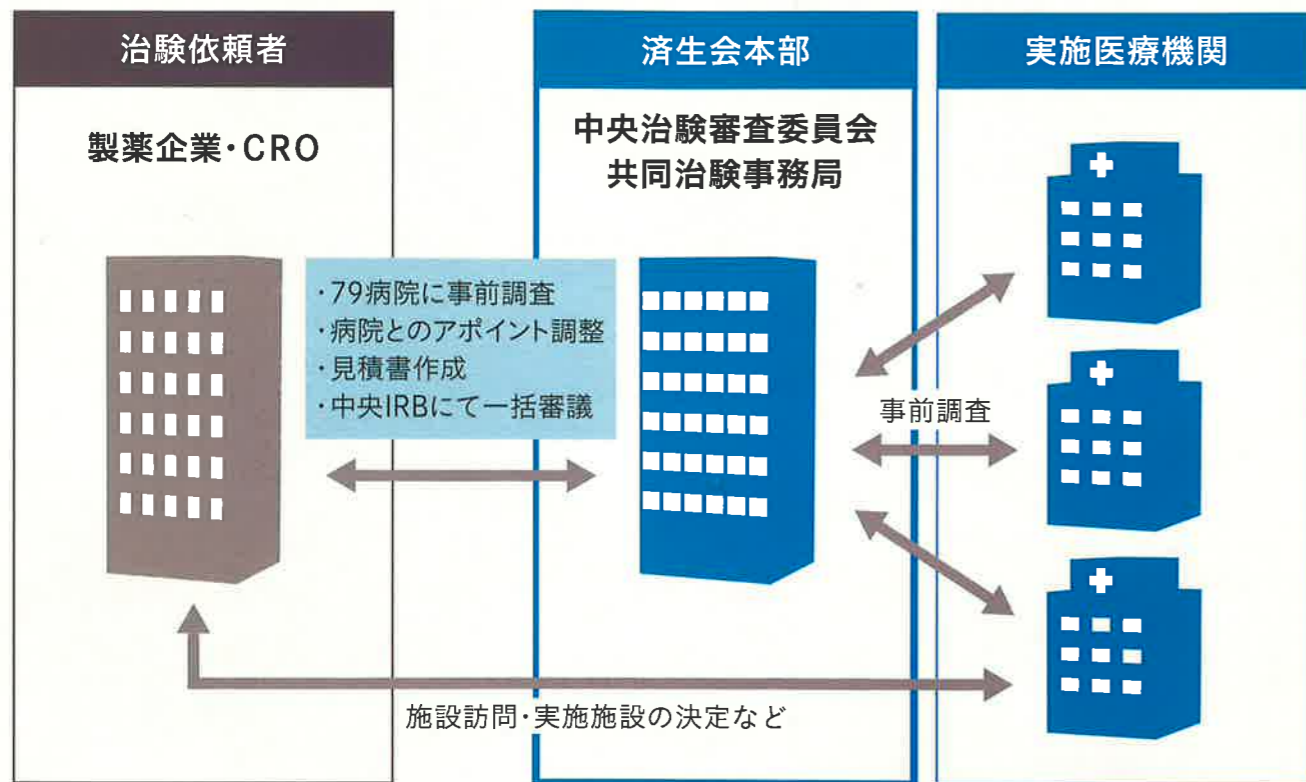 治験依頼者
製薬企業・CRO
済生会本部
中央治験審査委員会
共同治験事務局
実施医療機関
・79病院に事前調査
・病院とのアポイント調整
・見積書作成
・中央IRBにて一括審議
事前調査
施設訪問・実施施設の決定など